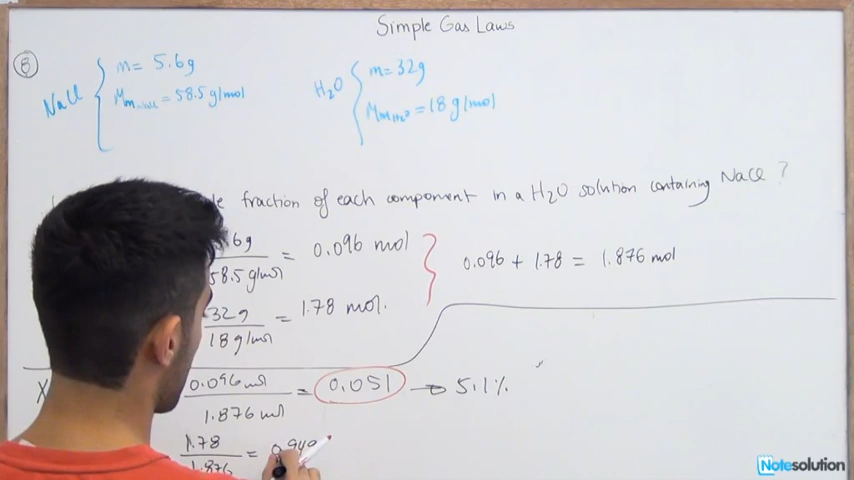 Simple Gas Laws
8
NaCl { m = 5.6g
Mm NaCl = 58.5 g/mol
H2O { m = 32g
Mm H2O = 18 g/mol
fraction of each component in a H2O solution containing NaCl ?
6g / 58.5 g/mol = 0.096 mol
0.096 + 1.78 = 1.876 mol
32g / 18 g/mol = 1.78 mol.
X 0.096 mol / 1.876 mol = 0.051 → 5.1%
1.78 / 1.876 = 0.949
Notesolution